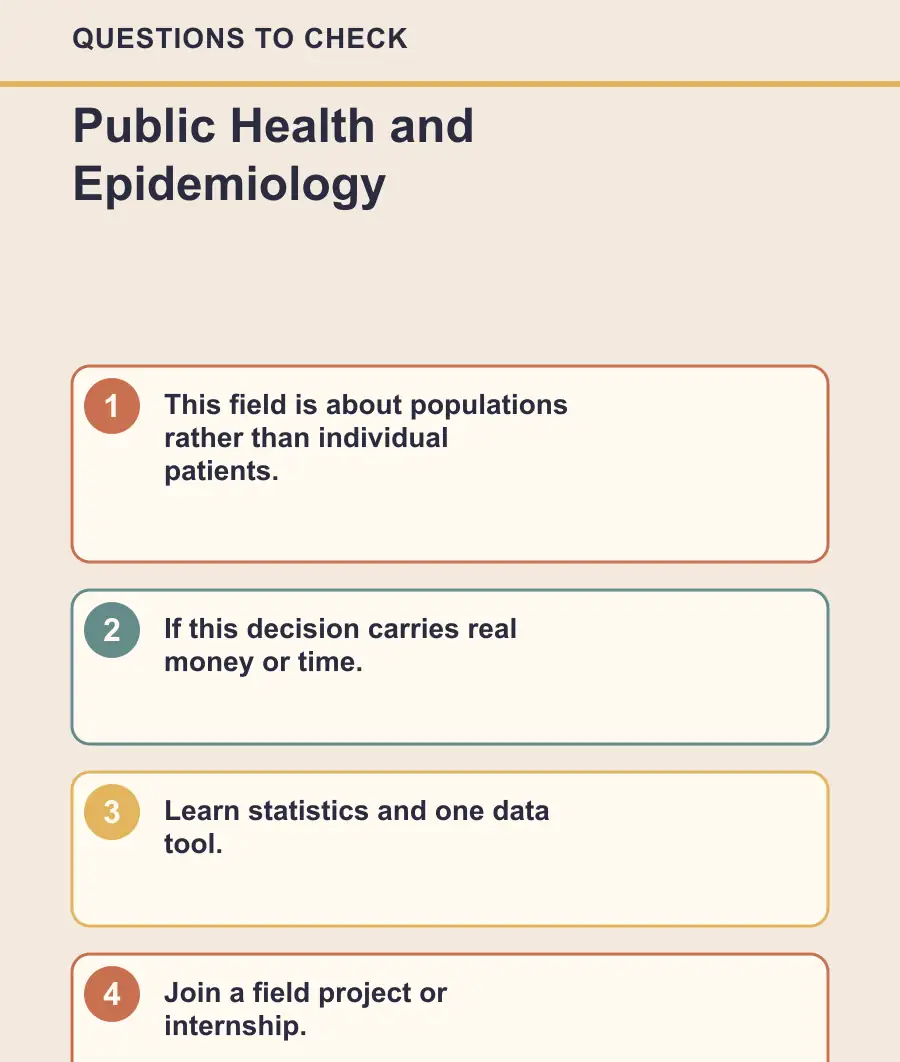 QUESTIONS TO CHECK
Public Health and
Epidemiology
1
This field is about populations
rather than individual
patients.
2
If this decision carries real
money or time.
3
Learn statistics and one data
tool.
4
Join a field project or
internship.